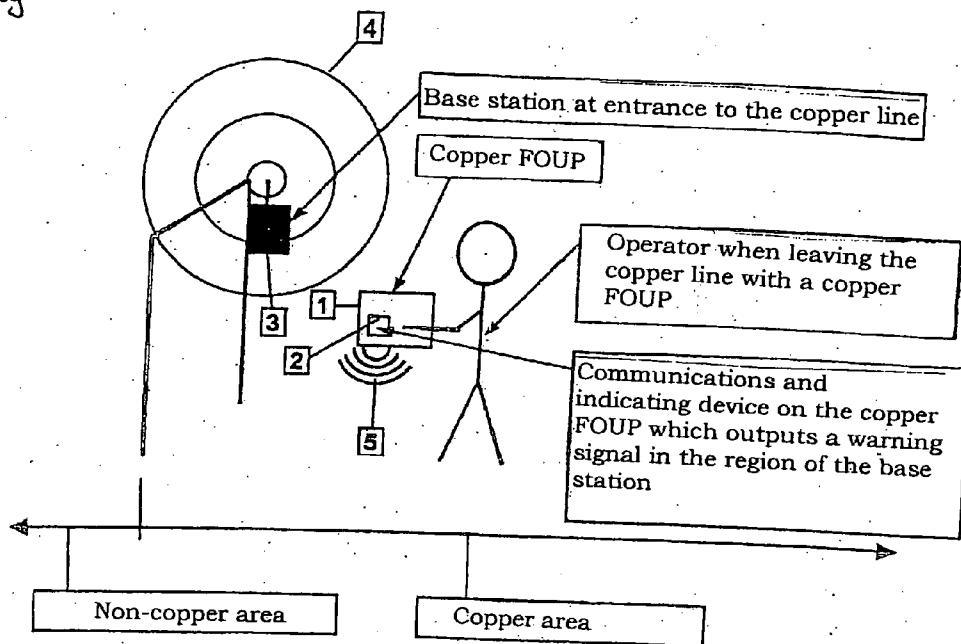 4
Base station at entrance to the copper line
Copper FOUP
Operator when leaving the
copper line with a copper
FOUP
1
2
3
5
Communications and
indicating device on the copper
FOUP which outputs a warning
signal in the region of the base
station
Non-copper area
Copper area